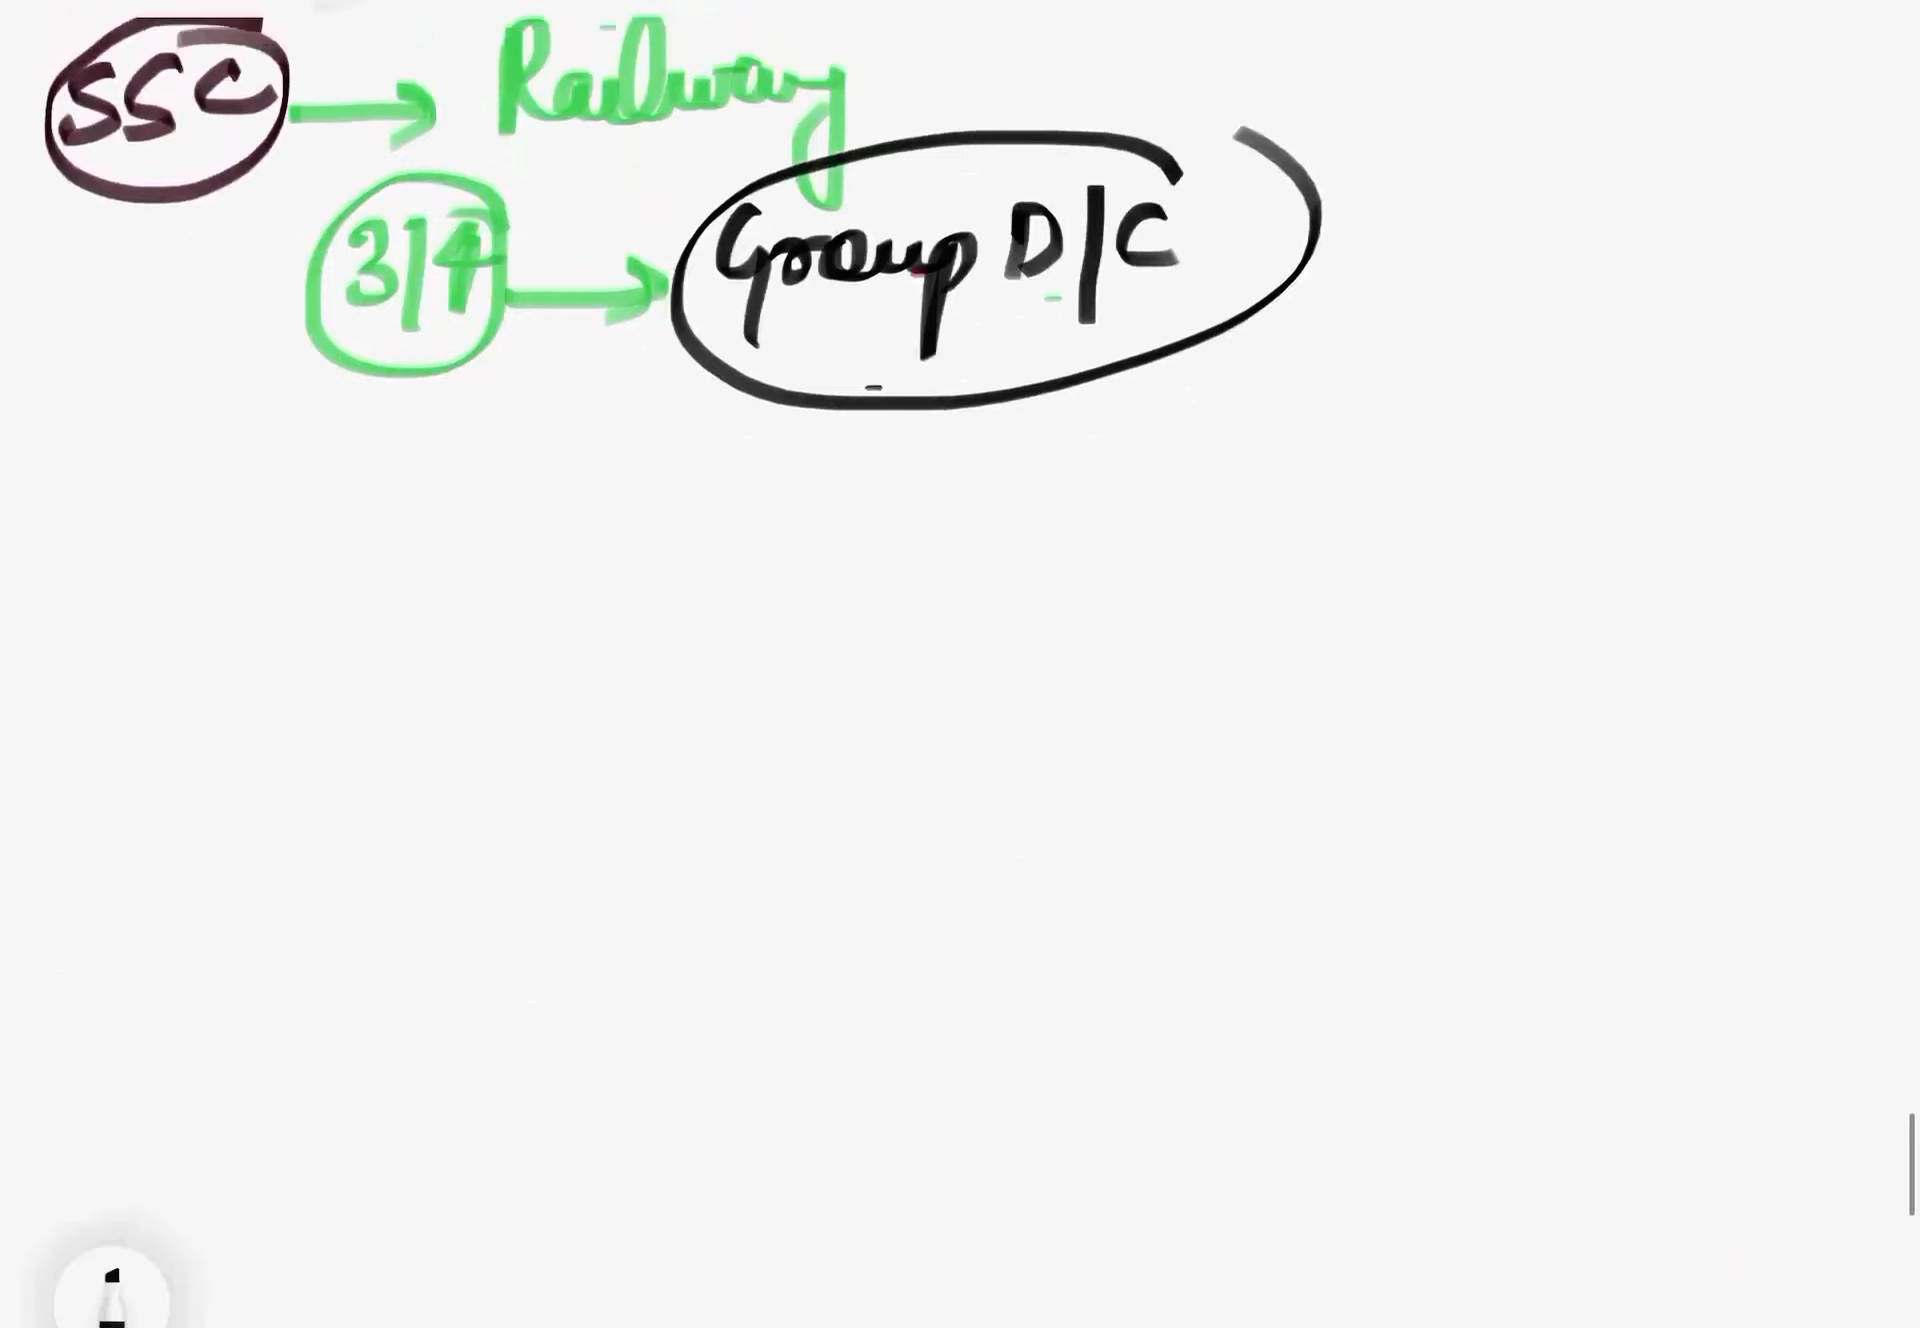 SSC → Railway
3/4 → Group D/C